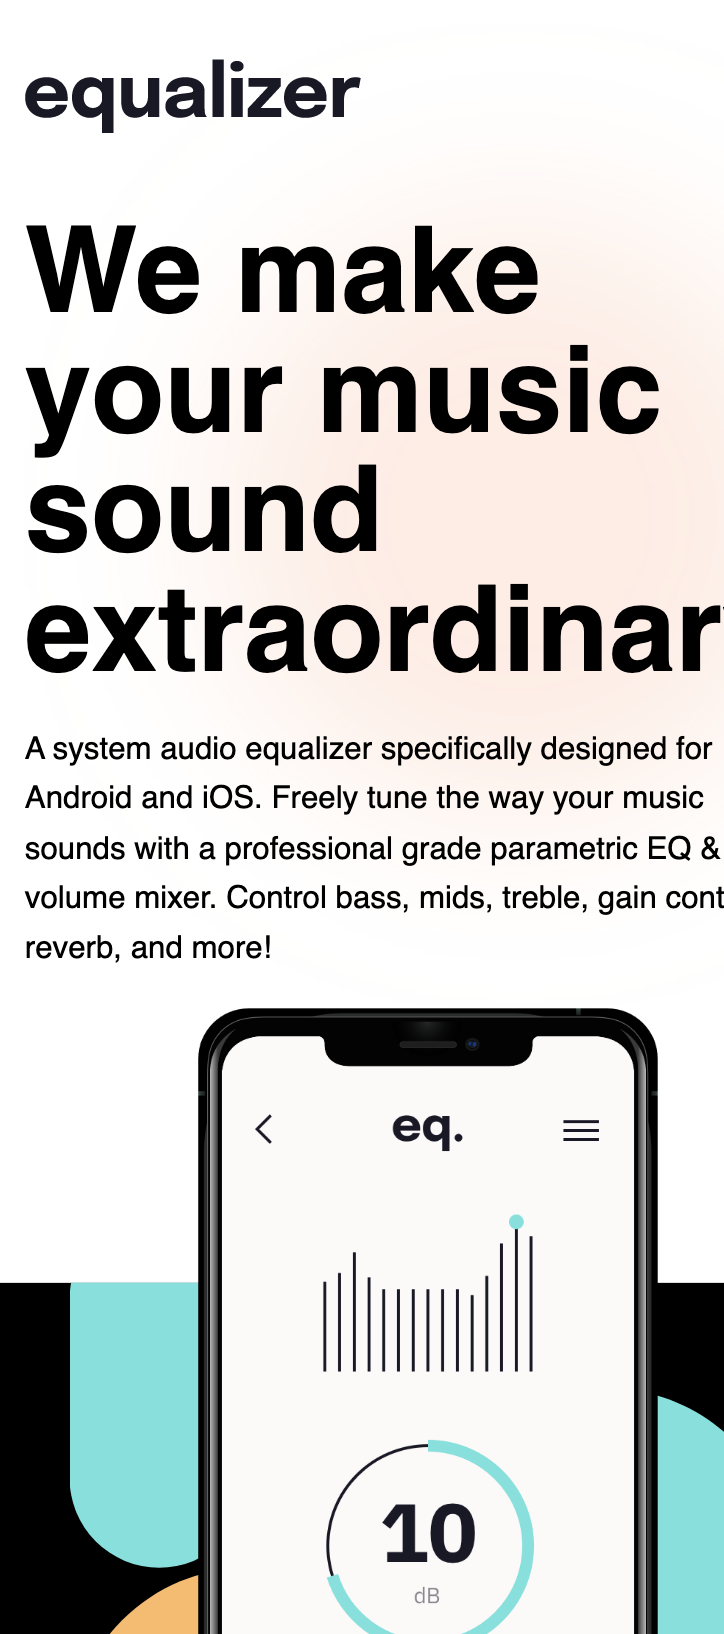 equalizer
We make
your music
sound
extraordinar
A system audio equalizer specifically designed for
Android and iOS. Freely tune the way your music
sounds with a professional grade parametric EQ &
volume mixer. Control bass, mids, treble, gain cont
reverb, and more!
eq.
10
dB